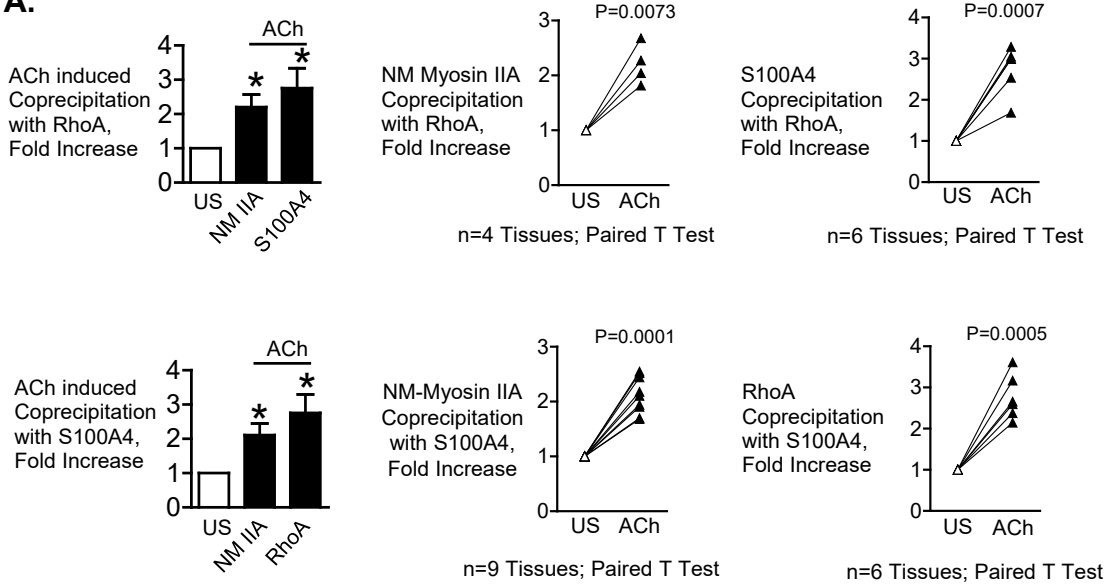 A.
ACh induced
Coprecipitation
with RhoA,
Fold Increase
4
3
2
1
0
ACh
*
*
US
NM IIA
S100A4
NM Myosin IIA
Coprecipitation
with RhoA,
Fold Increase
P=0.0073
3
2
1
0
US ACh
n=4 Tissues; Paired T Test
S100A4
Coprecipitation
with RhoA,
Fold Increase
P=0.0007
4
3
2
1
0
US ACh
n=6 Tissues; Paired T Test
ACh induced
Coprecipitation
with S100A4,
Fold Increase
4
3
2
1
0
ACh
*
*
US
NM IIA
RhoA
NM-Myosin IIA
Coprecipitation
with S100A4,
Fold Increase
P=0.0001
3
2
1
0
US ACh
n=9 Tissues; Paired T Test
RhoA
Coprecipitation
with S100A4,
Fold Increase
P=0.0005
4
3
2
1
0
US ACh
n=6 Tissues; Paired T Test